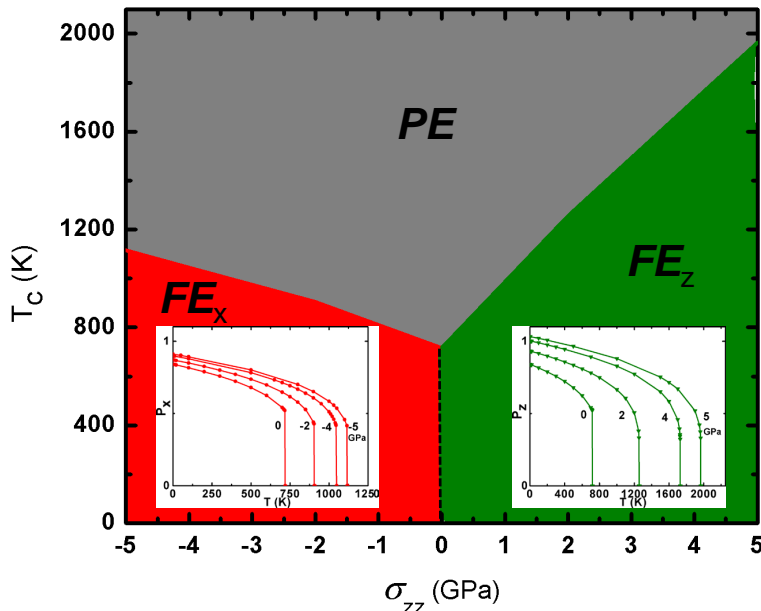 2000
1600
1200
800
400
0
T_C (K)
PE
FE_x
FE_z
1
0
P_X
0 -2 -4 -5
GPa
0 250 500 750 1000 1250
T (K)
1
0
P_Z
0 2 4 5
GPa
0 400 800 1200 1600 2000
T (K)
-5 -4 -3 -2 -1 0 1 2 3 4 5
σ_zz (GPa)